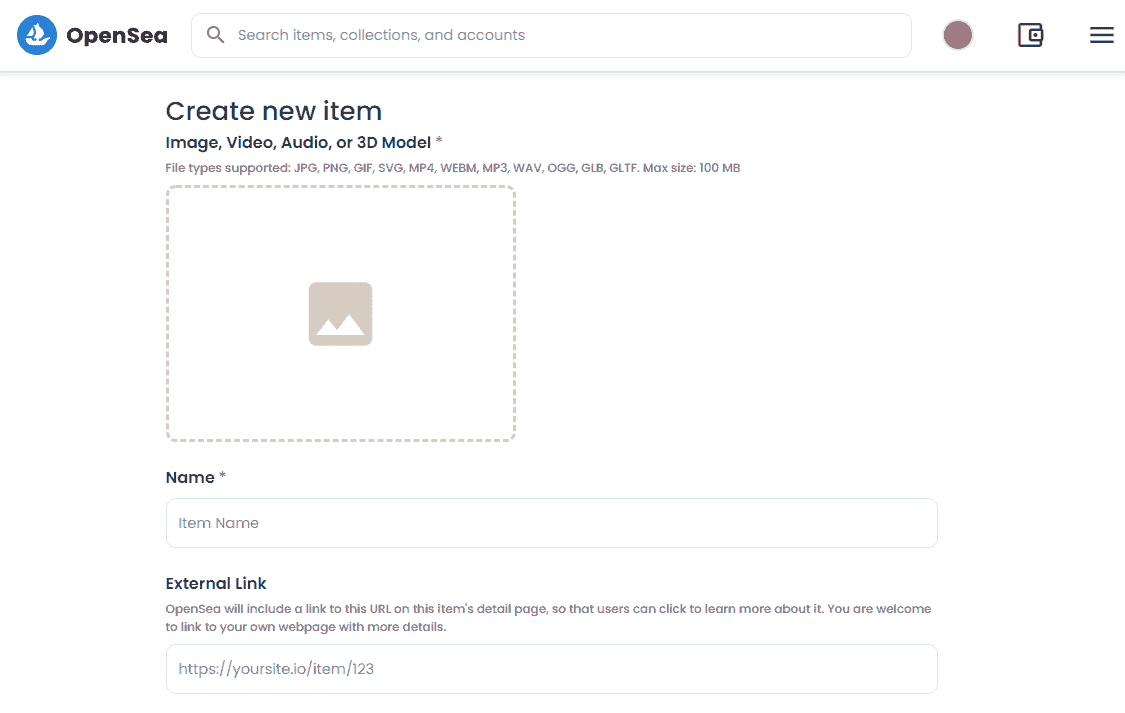 OpenSea
Search items, collections, and accounts
Create new item
Image, Video, Audio, or 3D Model *
File types supported: JPG, PNG, GIF, SVG, MP4, WEBM, MP3, WAV, OGG, GLB, GLTF. Max size: 100 MB
Name *
Item Name
External Link
OpenSea will include a link to this URL on this item's detail page, so that users can click to learn more about it. You are welcome
to link to your own webpage with more details.
https://yoursite.io/item/123